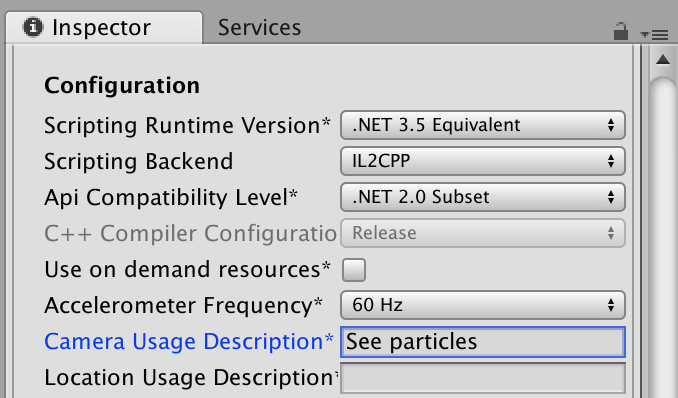 Inspector Services
Configuration
Scripting Runtime Version* .NET 3.5 Equivalent
Scripting Backend IL2CPP
Api Compatibility Level* .NET 2.0 Subset
C++ Compiler Configuratio Release
Use on demand resources*
Accelerometer Frequency* 60 Hz
Camera Usage Description* See particles
Location Usage Description*